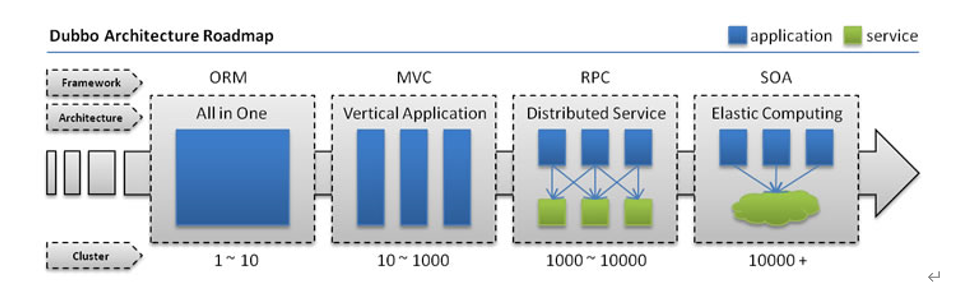 Dubbo Architecture Roadmap
application service
Framework ORM MVC RPC SOA
Architecture All in One Vertical Application Distributed Service Elastic Computing
Cluster 1 ~ 10 10 ~ 1000 1000 ~ 10000 10000 +